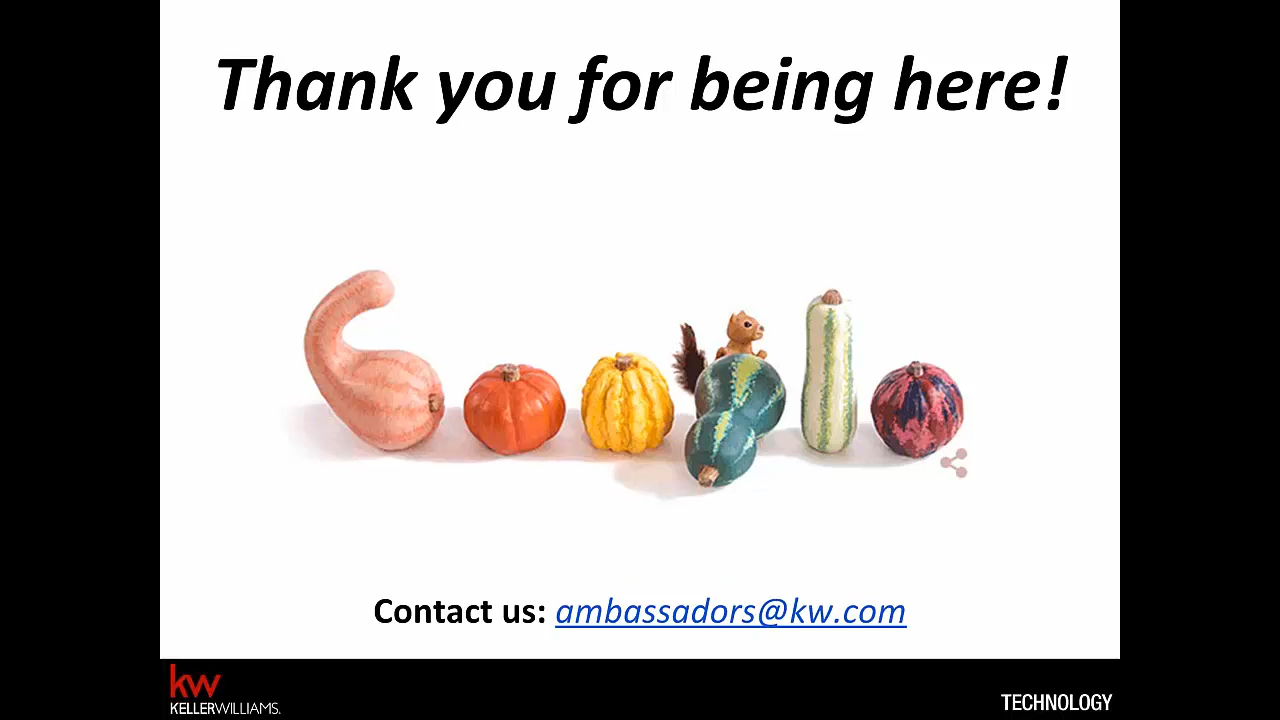 Thank you for being here!
Contact us: ambassadors@kw.com
kw
KELLERWILLIAMS.
TECHNOLOGY